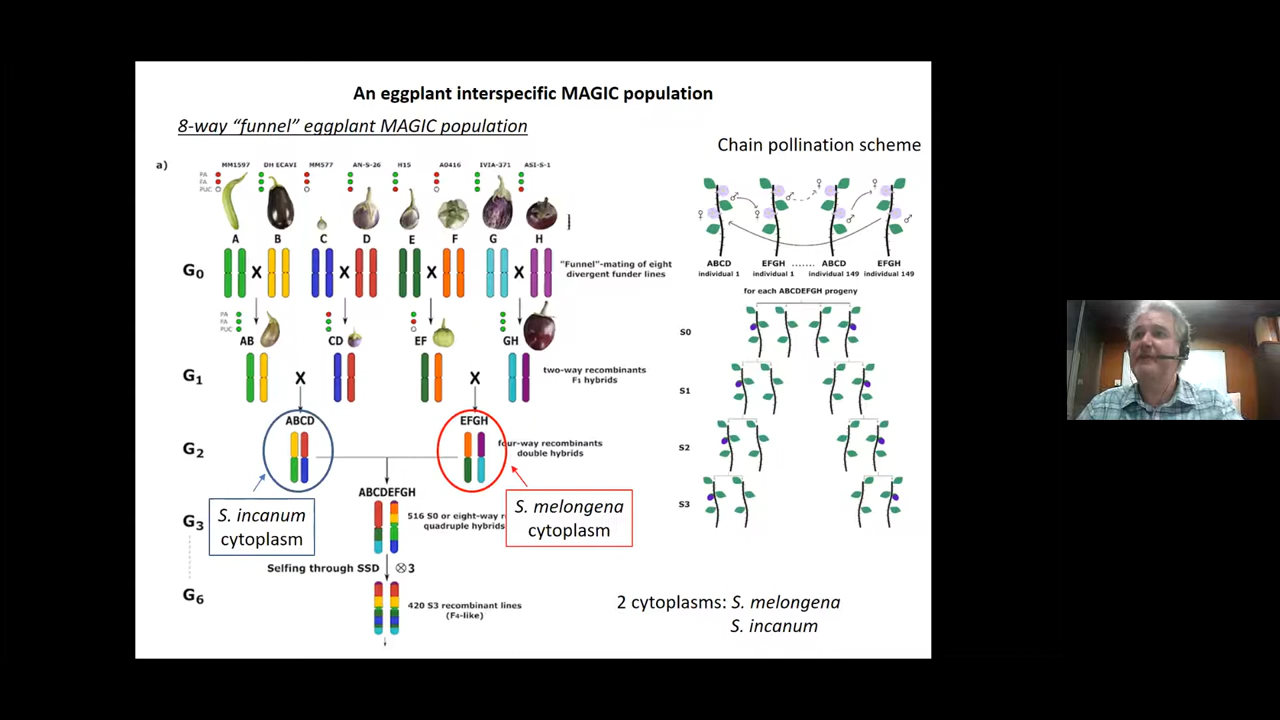 An eggplant interspecific MAGIC population
8-way “funnel” eggplant MAGIC population
Chain pollination scheme
a)
MM1597 DH ECAVI MM577 AN-S-26 H15 A0416 IVIA-371 ASI-S-1
PA
FA
PUC
A B C D E F G H
G0 X X X X "Funnel"-mating of eight
divergent funder lines
PA
FA
PUC
AB CD EF GH
G1 X X two-way recombinants
F1 hybrids
ABCD EFGH
G2 four-way recombinants
double hybrids
S. incanum
cytoplasm
S. melongena
cytoplasm
ABCDEFGH
G3 516 S0 or eight-way
quadruple hybrids
Selfing through SSD ⊗3
G6 420 S3 recombinant lines
(F4-like)
♀ ♂ ♀ ♂ ♀ ♂ ♀ ♂
ABCD EFGH ....... ABCD EFGH
individual 1 individual 1 individual 149 individual 149
for each ABCDEFGH progeny
S0
S1
S2
S3
2 cytoplasms: S. melongena
S. incanum